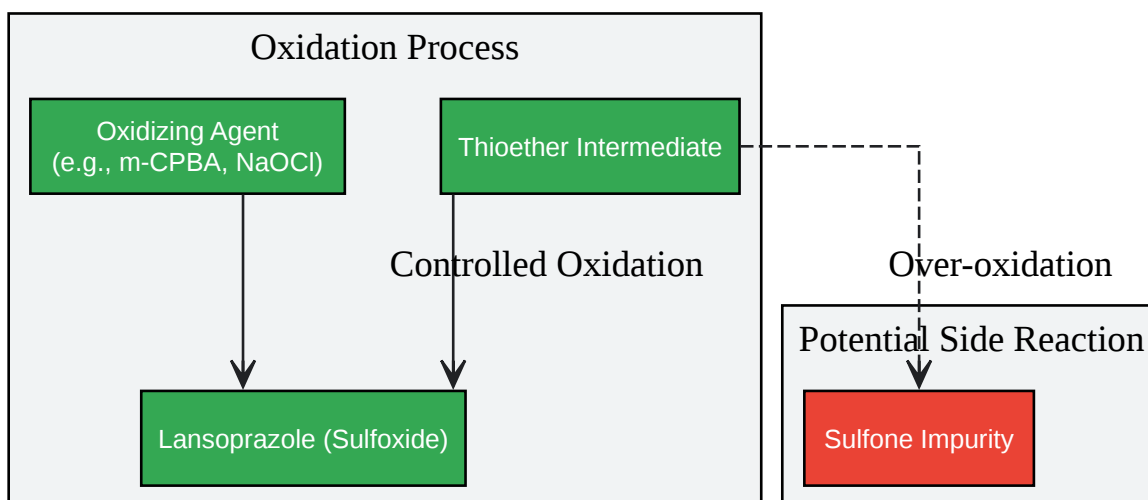 Oxidation Process
Oxidizing Agent
(e.g., m-CPBA, NaOCl)
Thioether Intermediate
Controlled Oxidation
Over-oxidation
Potential Side Reaction
Lansoprazole (Sulfoxide)
Sulfone Impurity